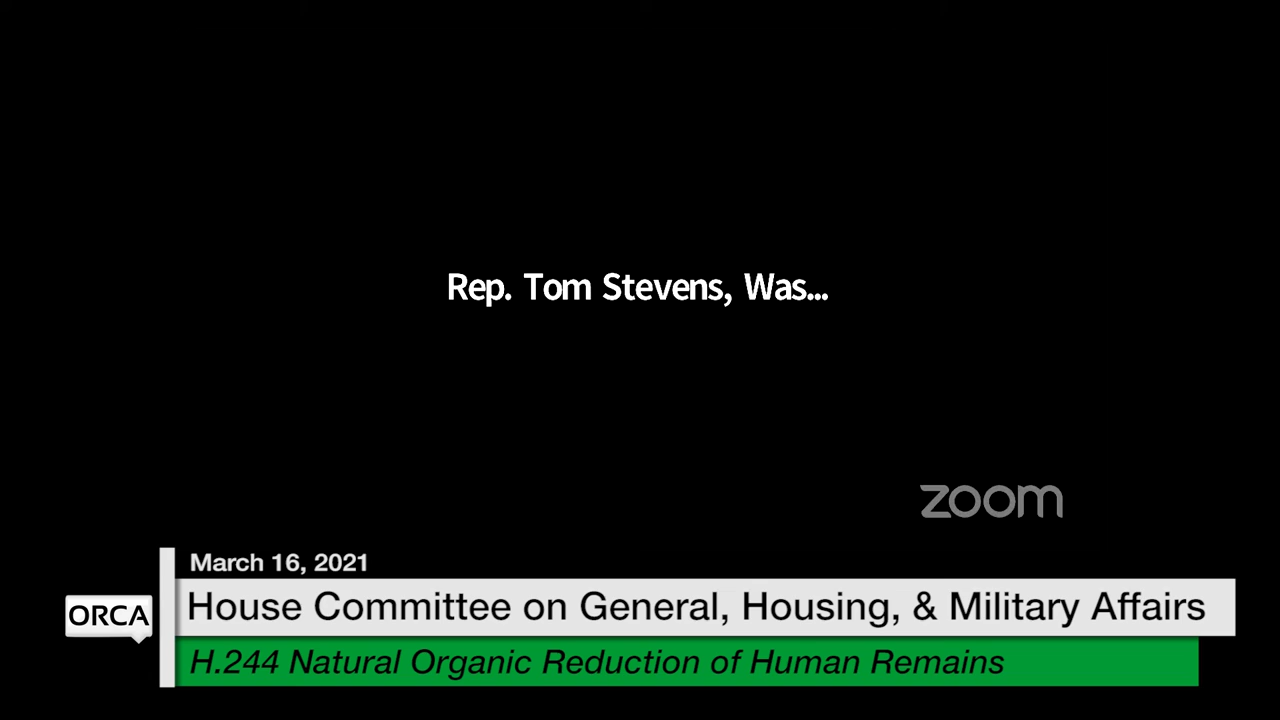 Rep. Tom Stevens, Was...
zoom
March 16, 2021
ORCA
House Committee on General, Housing, & Military Affairs
H.244 Natural Organic Reduction of Human Remains